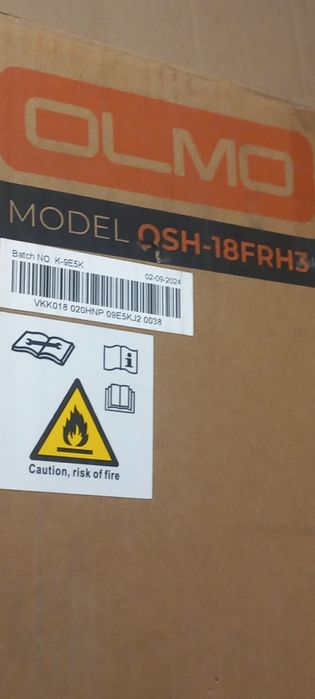 OLMO
MODEL OSH-18FRH3
Batch NO. K-9E5K
02-09-2024
VKK018 020HNP 09E5KJ2 0038
Caution, risk of fire